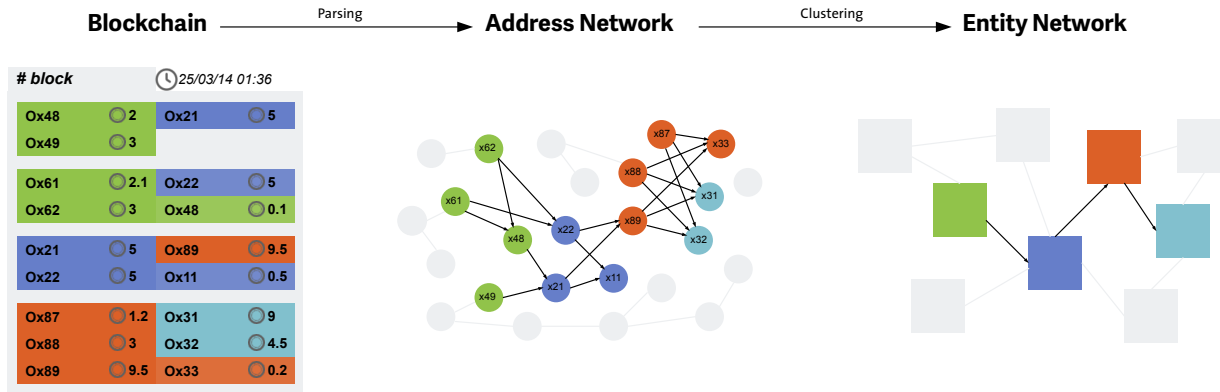 Blockchain Parsing Address Network Clustering Entity Network
# block 25/03/14 01:36
Ox48 2 Ox21 5
Ox49 3
Ox61 2.1 Ox22 5
Ox62 3 Ox48 0.1
Ox21 5 Ox89 9.5
Ox22 5 Ox11 0.5
Ox87 1.2 Ox31 9
Ox88 3 Ox32 4.5
Ox89 9.5 Ox33 0.2
x87
x33
x62
x88
x31
x61
x89
x22
x48
x32
x11
x21
x49